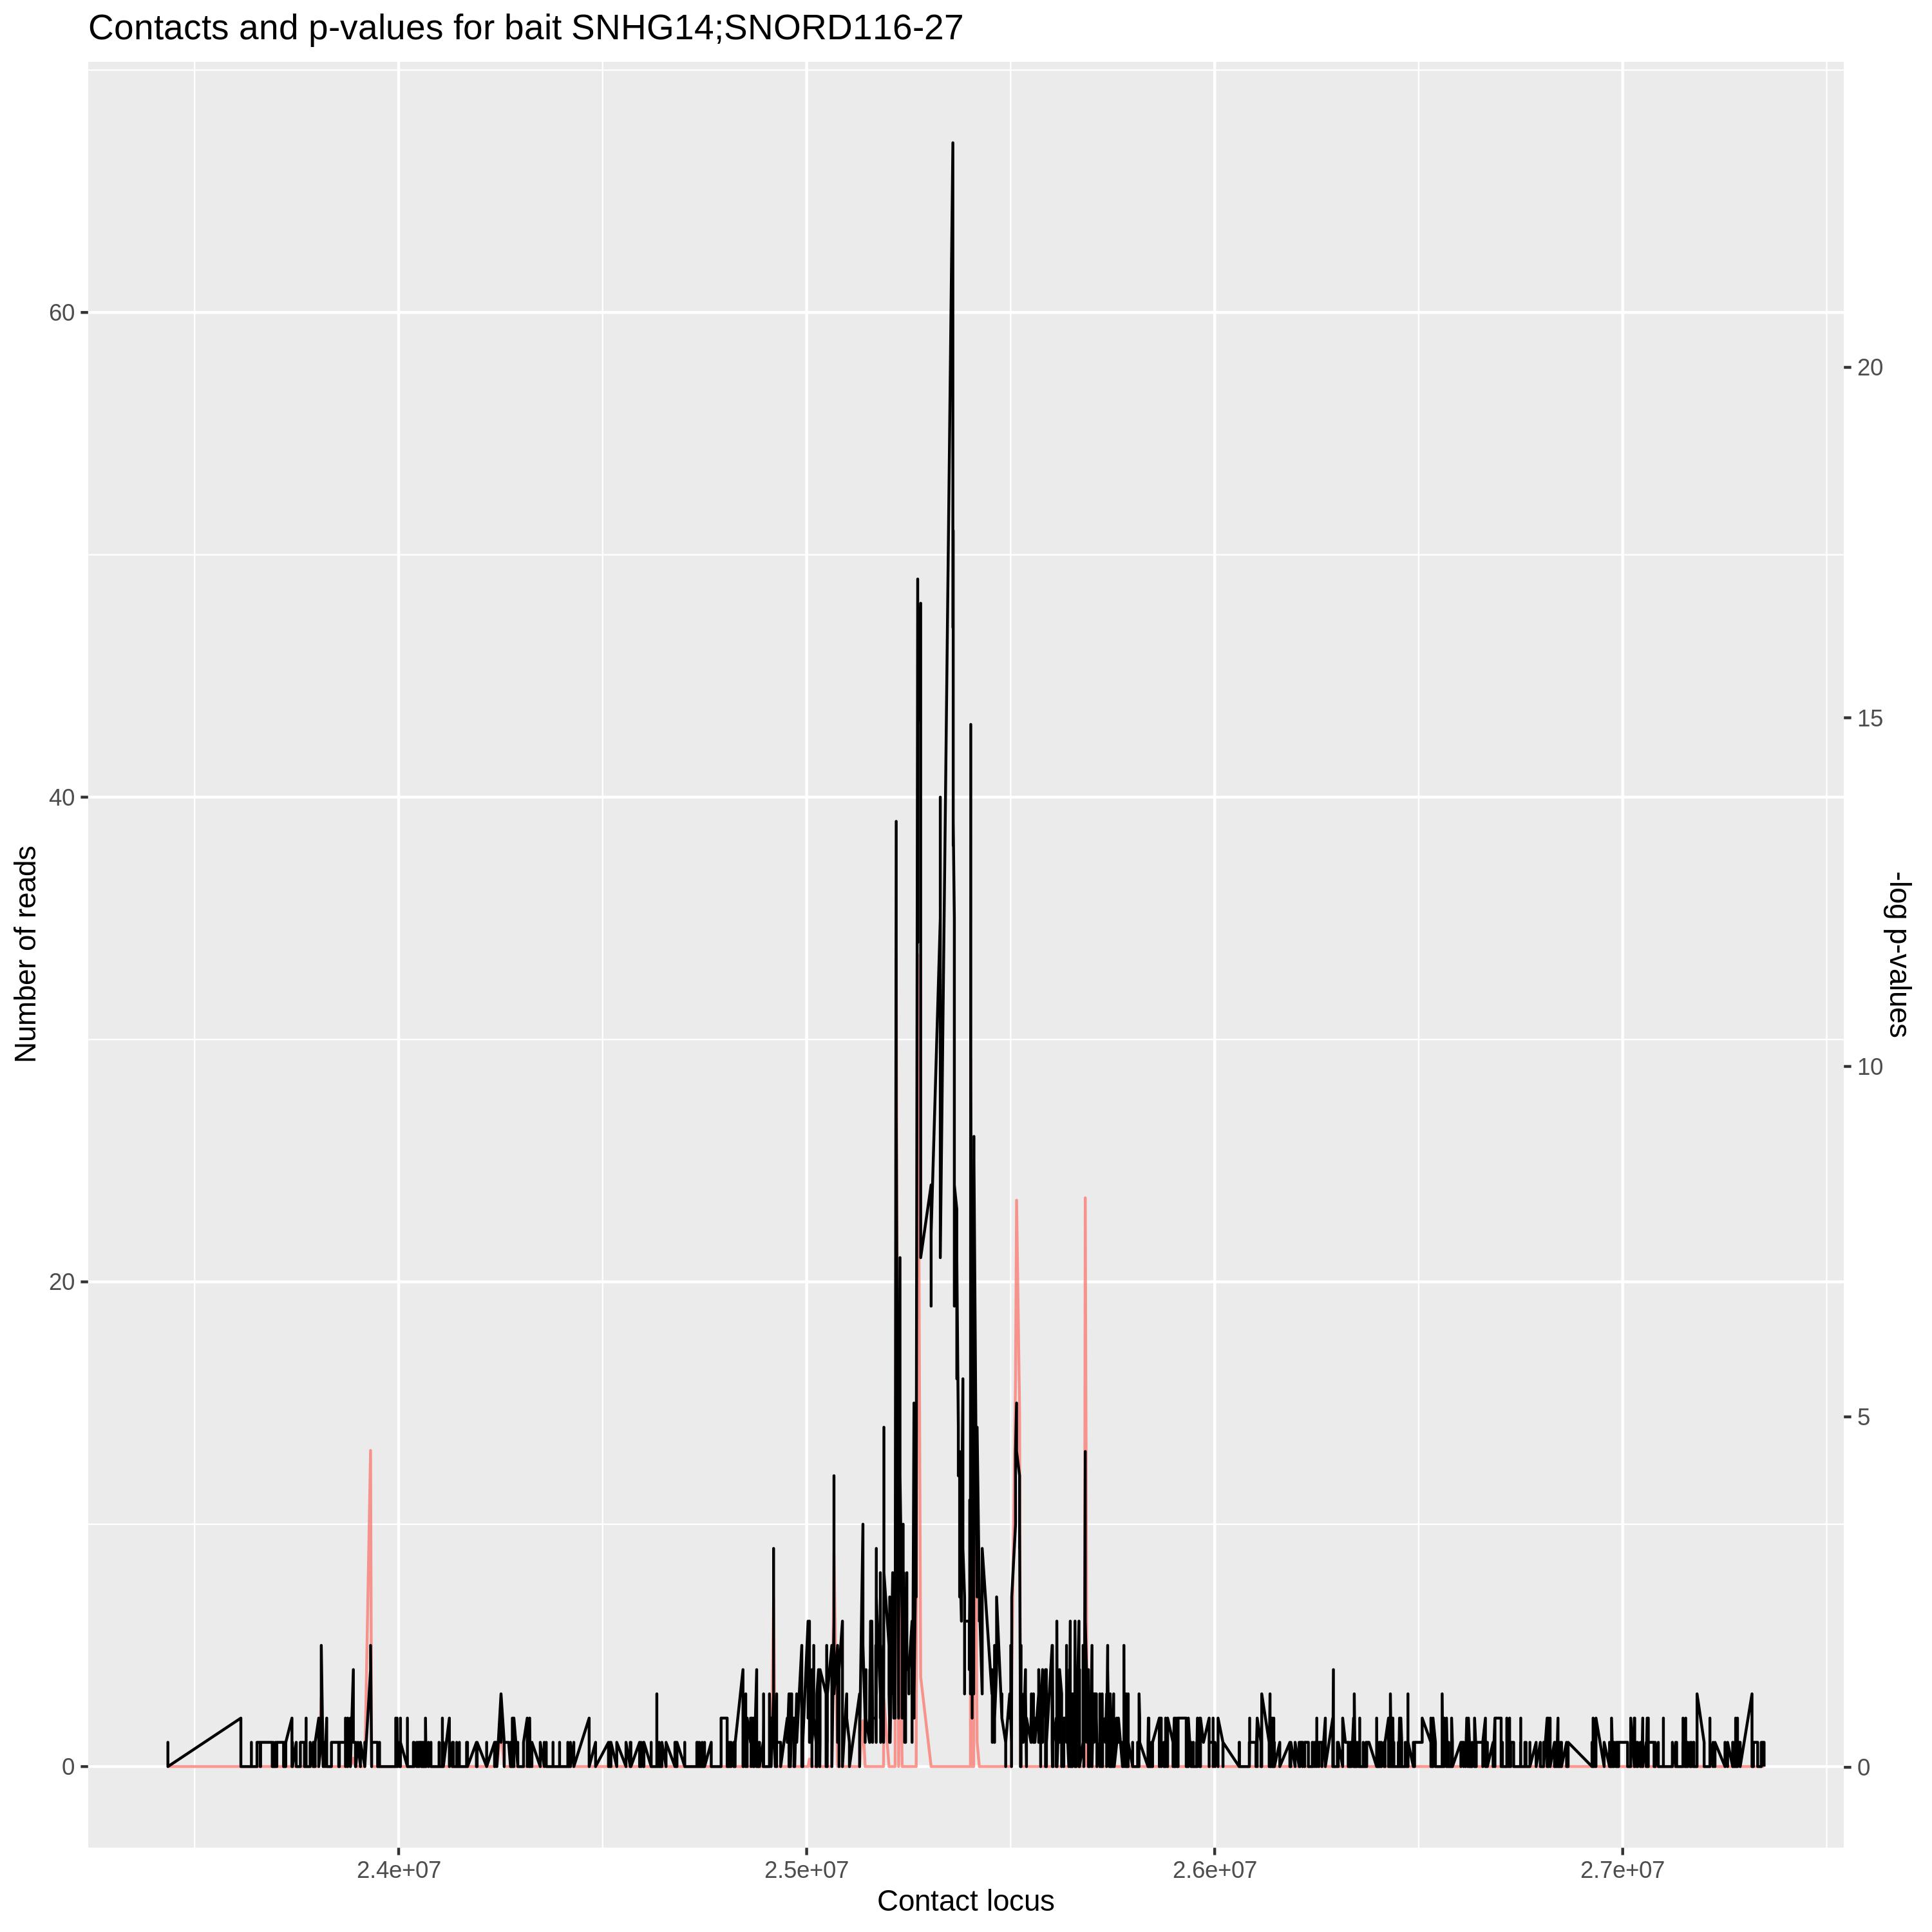 Contacts and p-values for bait SNHG14;SNORD116-27
60
40
20
0
Number of reads
20
15
10
5
0
-log p-values
2.4e+07
2.5e+07
2.6e+07
2.7e+07
Contact locus